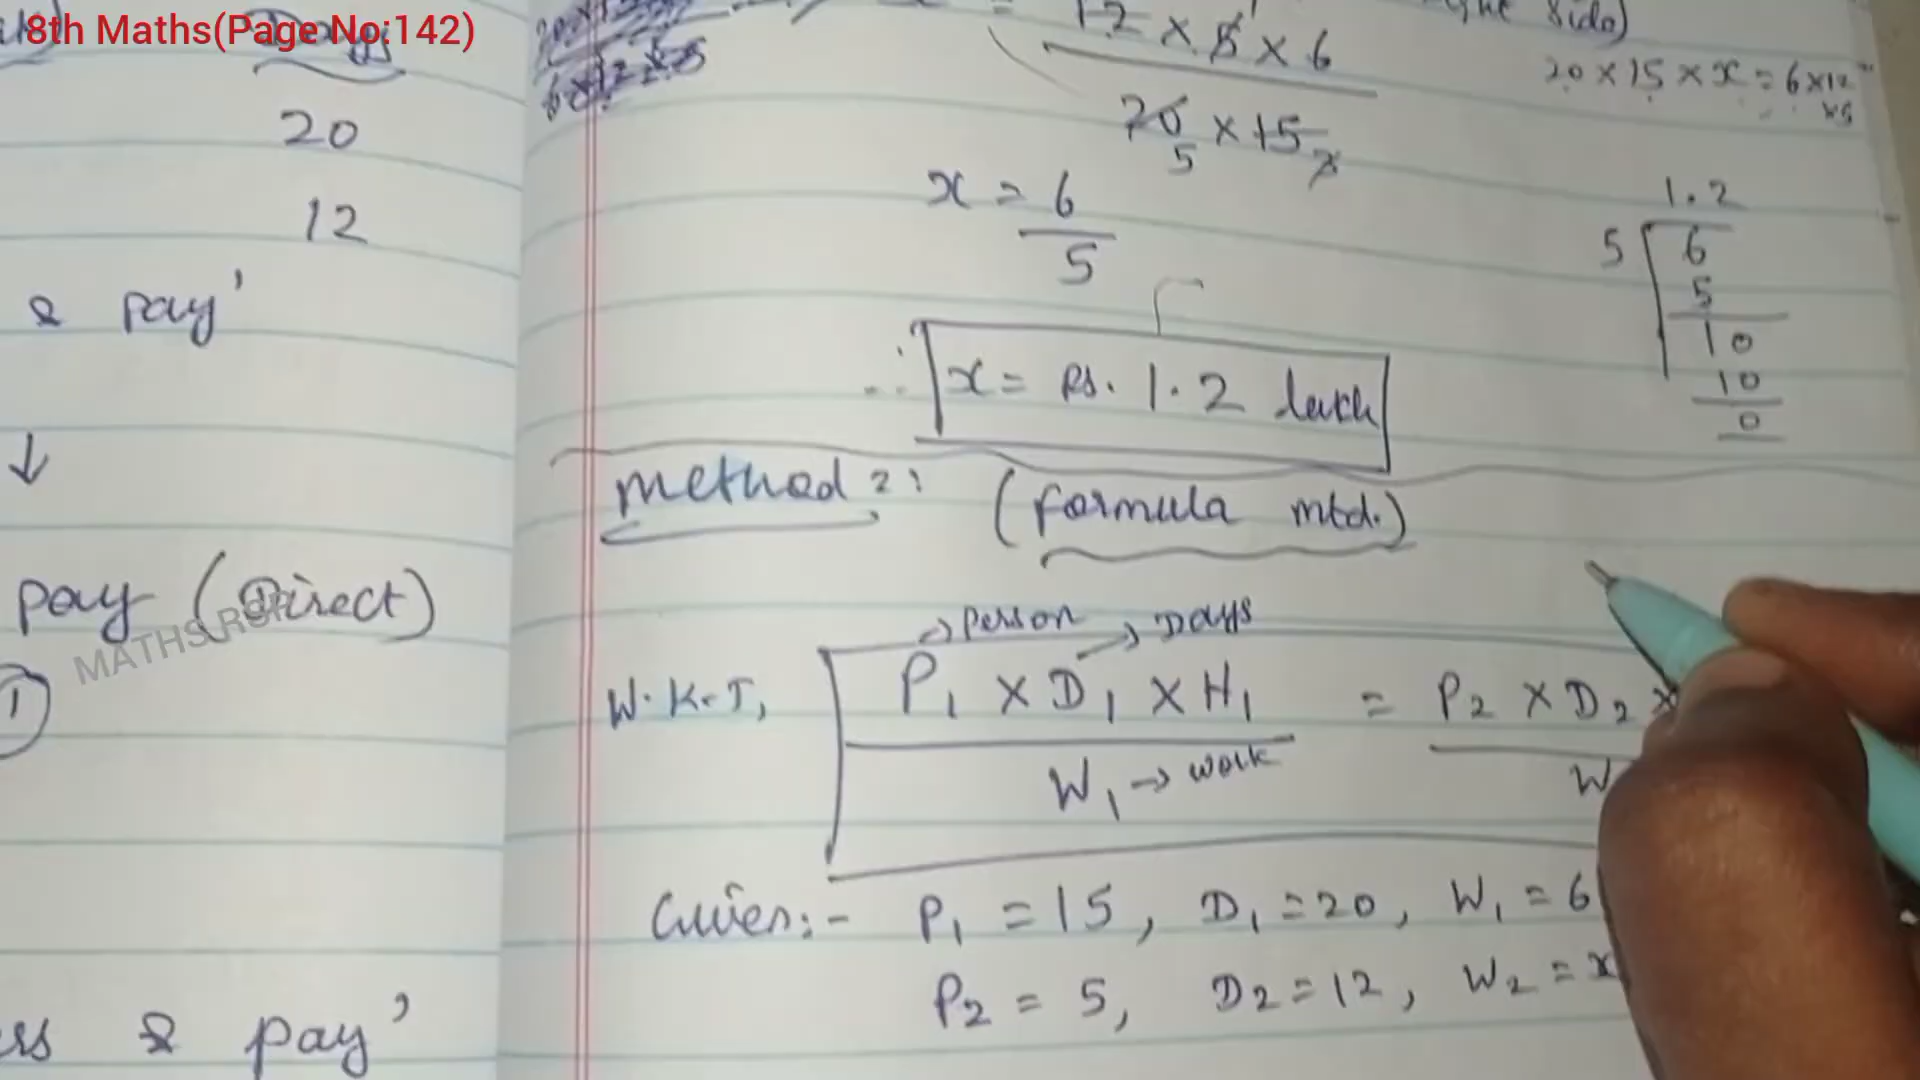 8th Maths(Page No:142)
Days
20
12
& pay'
↓
pay (Direct)
MATHS
1
& pay'
12 × 5 × 6
20 × 15
5
side)
20 × 15 × x = 6 × 12
×5
x = 6
5
1.2
5 6
5
10
10
0
∴ x = Rs. 1.2 lakh
method 2: (formula mtd.)
→ person → Days
W.K.T, P₁ × D₁ × H₁ = P₂ × D₂ ×
W₁ → work W
Given:- P₁ = 15, D₁ = 20, W₁ = 6
P₂ = 5, D₂ = 12, W₂ = x